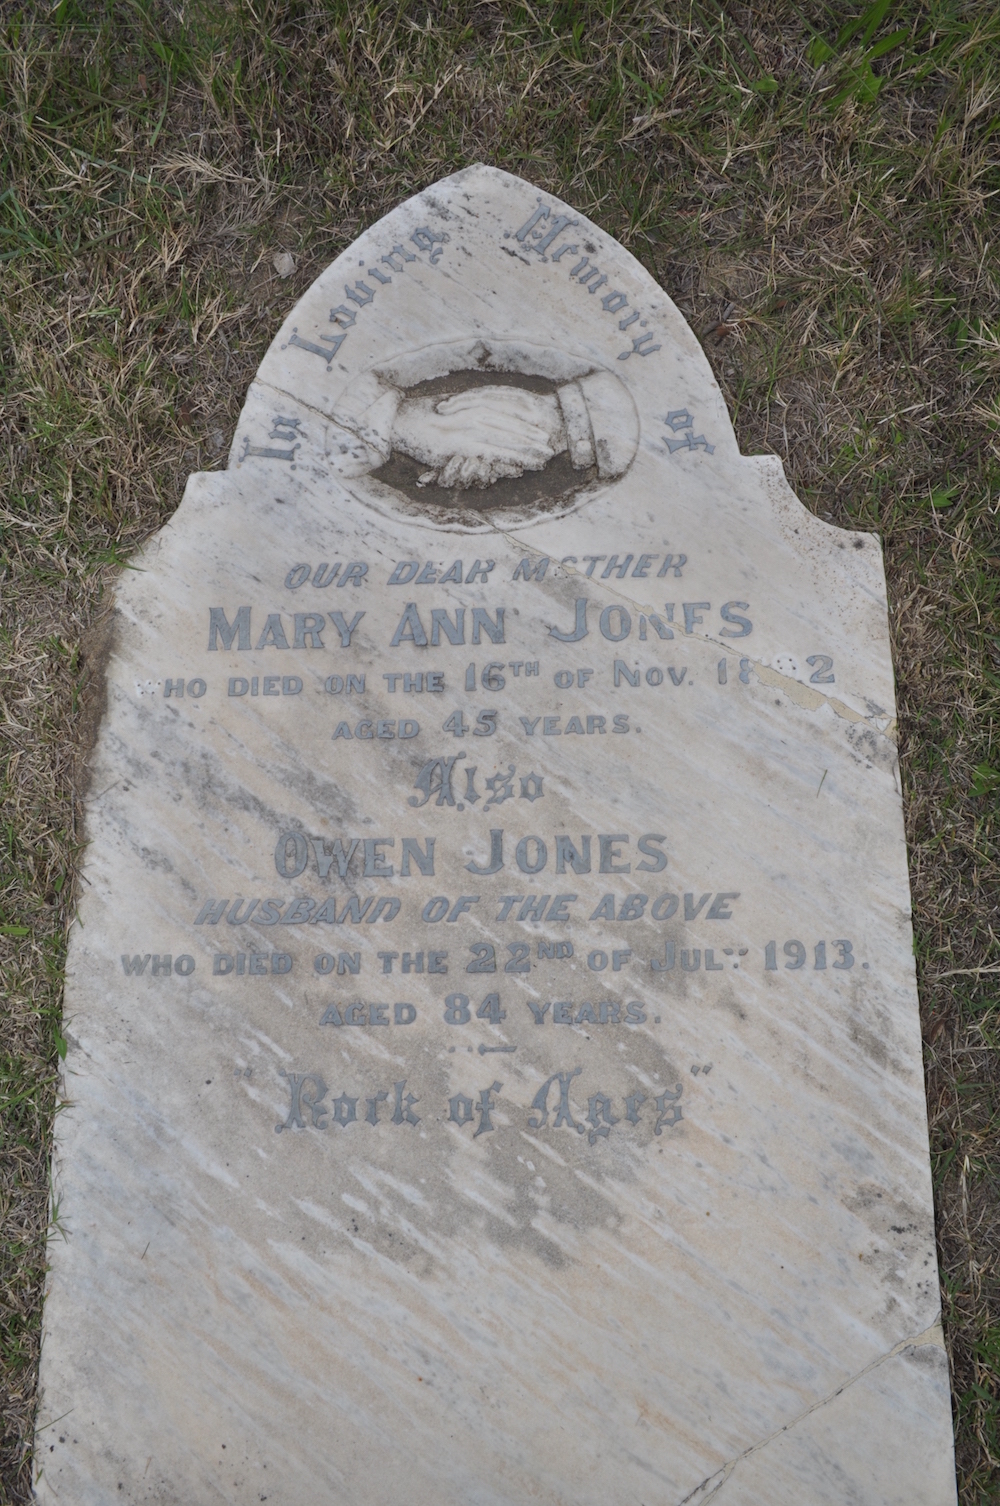 In Loving Memory of
OUR DEAR MOTHER
MARY ANN JONES
WHO DIED ON THE 16TH OF NOV.
AGED 45 YEARS.
Also
OWEN JONES
HUSBAND OF THE ABOVE
WHO DIED ON THE 22ND OF JULY 1913.
AGED 84 YEARS.
Rock of Ages"